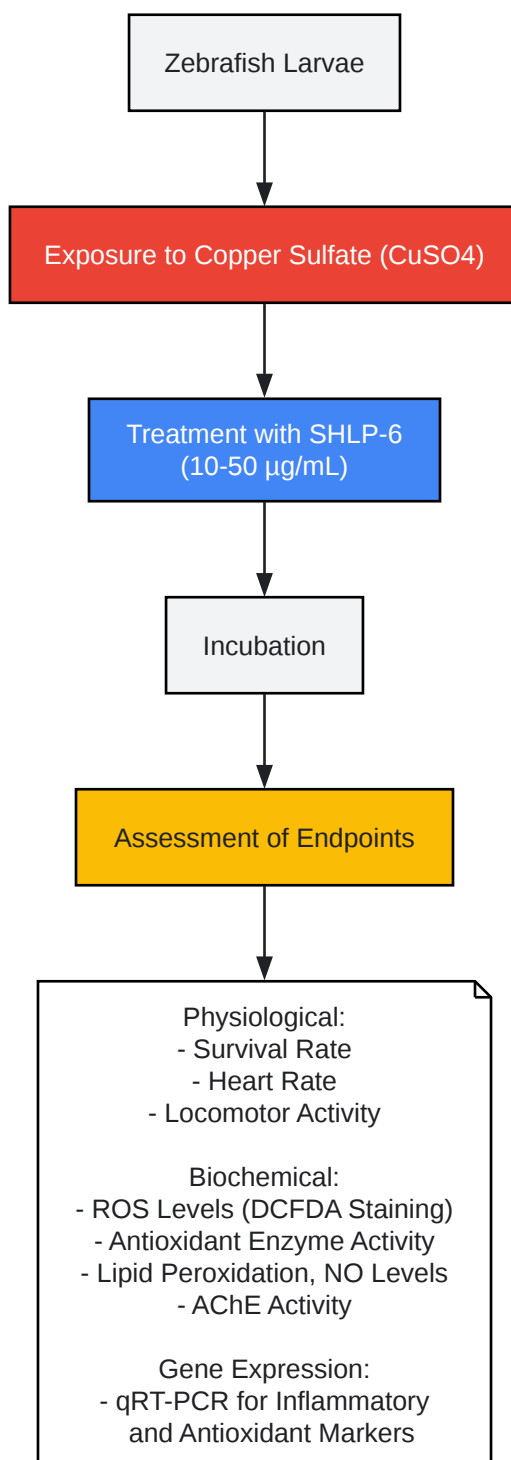 Zebrafish Larvae
Exposure to Copper Sulfate (CuSO4)
Treatment with SHLP-6
(10-50 µg/mL)
Incubation
Assessment of Endpoints
Physiological:
- Survival Rate
- Heart Rate
- Locomotor Activity
Biochemical:
- ROS Levels (DCFDA Staining)
- Antioxidant Enzyme Activity
- Lipid Peroxidation, NO Levels
- AChE Activity
Gene Expression:
- qRT-PCR for Inflammatory
and Antioxidant Markers